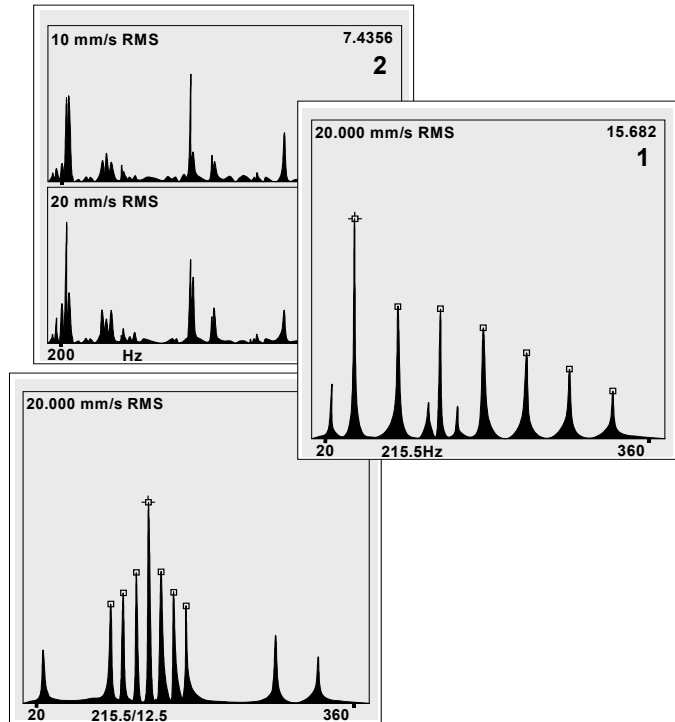 10 mm/s RMS 7.4356
2
20 mm/s RMS
200 Hz
20.000 mm/s RMS 15.682
1
20 215.5Hz 360
20.000 mm/s RMS
20 215.5/12.5 360